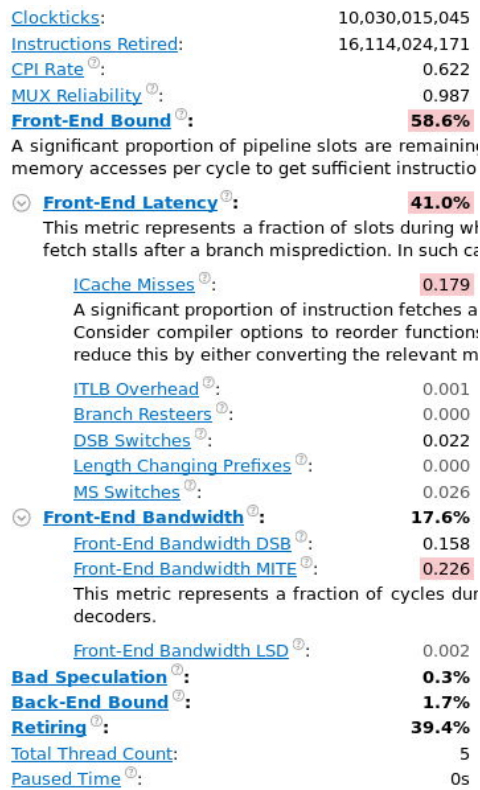 Clockticks: 10,030,015,045
Instructions Retired: 16,114,024,171
CPI Rate ?: 0.622
MUX Reliability ?: 0.987
Front-End Bound ?: 58.6%
A significant proportion of pipeline slots are remaining
memory accesses per cycle to get sufficient instructio
Front-End Latency ?: 41.0%
This metric represents a fraction of slots during wh
fetch stalls after a branch misprediction. In such ca
ICache Misses ?: 0.179
A significant proportion of instruction fetches a
Consider compiler options to reorder functions
reduce this by either converting the relevant m
ITLB Overhead ?: 0.001
Branch Resteers ?: 0.000
DSB Switches ?: 0.022
Length Changing Prefixes ?: 0.000
MS Switches ?: 0.026
Front-End Bandwidth ?: 17.6%
Front-End Bandwidth DSB ?: 0.158
Front-End Bandwidth MITE ?: 0.226
This metric represents a fraction of cycles dur
decoders.
Front-End Bandwidth LSD ?: 0.002
Bad Speculation ?: 0.3%
Back-End Bound ?: 1.7%
Retiring ?: 39.4%
Total Thread Count: 5
Paused Time ?: 0s